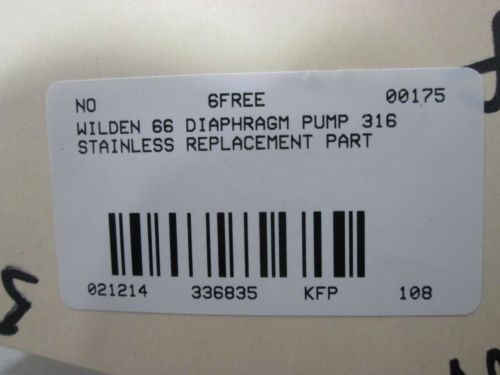 NO 6FREE 00175
WILDEN 66 DIAPHRAGM PUMP 316
STAINLESS REPLACEMENT PART
021214 336835 KFP 108